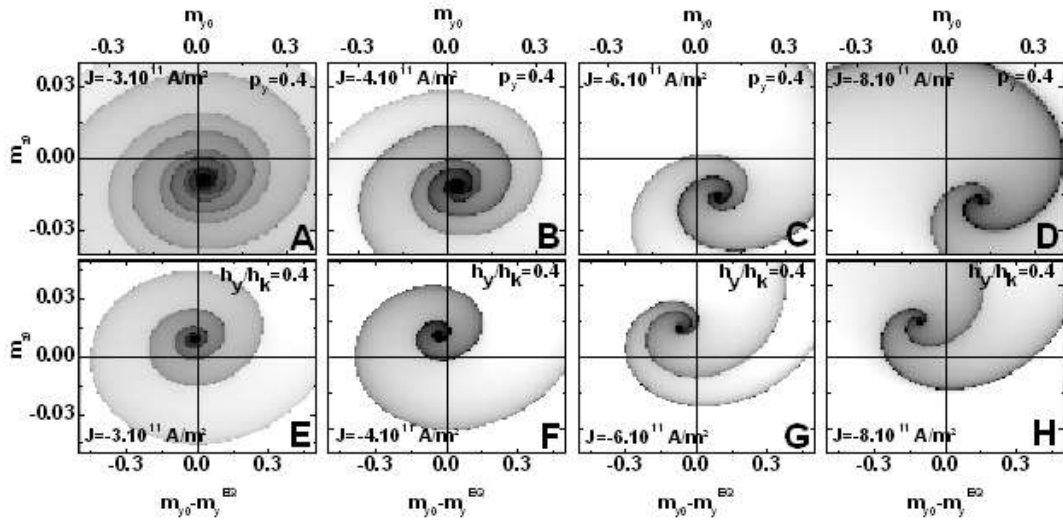 m_y0 m_y0 m_y0 m_y0
-0.3 0.0 0.3 -0.3 0.0 0.3 -0.3 0.0 0.3 -0.3 0.0 0.3
J=-3.10^11 A/m² p_y=0.4 J=-4.10^11 A/m² p_y=0.4 J=-6.10^11 A/m² p_y=0.4 J=-8.10^11 A/m² p_y=0.4
0.03
m_z0 0.00
-0.03
A B C D
h_y/h_k=0.4 h_y/h_k=0.4 h_y/h_k=0.4 h_y/h_k=0.4
0.03
m_z0 0.00
-0.03
J=-3.10^11 A/m² E J=-4.10^11 A/m² F J=-6.10^11 A/m² G J=-8.10^11 A/m² H
-0.3 0.0 0.3 -0.3 0.0 0.3 -0.3 0.0 0.3 -0.3 0.0 0.3
m_y0-m_y^EQ m_y0-m_y^EQ m_y0-m_y^EQ m_y0-m_y^EQ